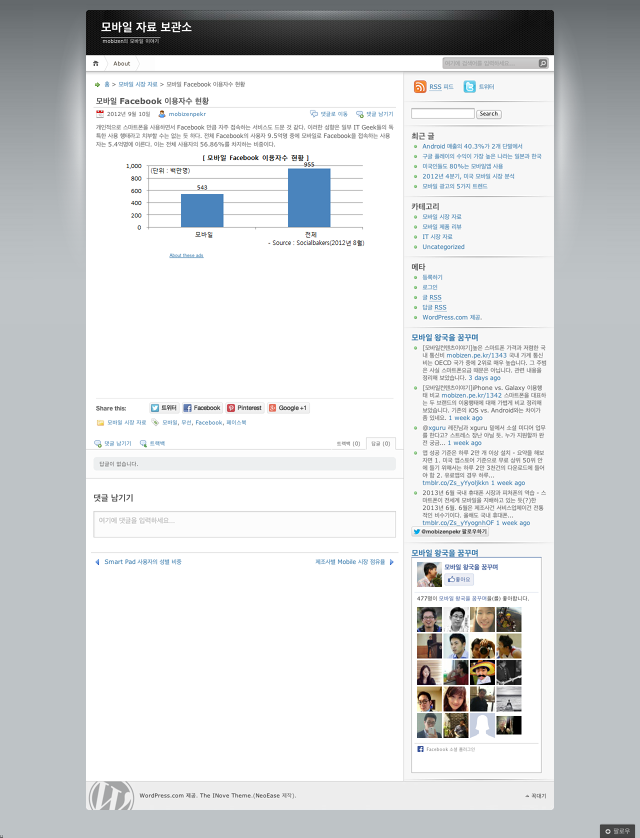 모바일 자료 보관소
mobizen의 모바일 이야기
About
여기에 검색어를 입력하세요...
홈 > 모바일 시장 자료 > 모바일 Facebook 이용자수 현황
모바일 Facebook 이용자수 현황
2012년 9월 10일 mobizenpekr 댓글로 이동 댓글 남기기
개인적으로 스마트폰을 사용하면서 Facebook 만큼 자주 접속하는 서비스도 드문 것 같다. 이러한 성향은 일부 IT Geek들의 독
특한 사용 행태라고 치부할 수는 없는 듯 하다. 전체 Facebook의 사용자 9.5억명 중에 모바일로 Facebook를 접속하는 사용
자는 5.4억명에 이른다. 이는 전체 사용자의 56.86%를 차지하는 비중이다.
[ 모바일 Facebook 이용자수 현황 ]
(단위 : 백만명)
1,000
800
600
400
200
0
543
955
모바일 전체
- Source : Socialbakers(2012년 8월)
About these ads
Share this: 트위터 Facebook Pinterest Google +1
모바일 시장 자료 모바일, 무선, Facebook, 페이스북
댓글 남기기 트랙백 트랙백 (0) 답글 (0)
답글이 없습니다.
댓글 남기기
여기에 댓글을 입력하세요...
Smart Pad 사용자의 성별 비중 제조사별 Mobile 시장 점유율
RSS 피드 트위터
Search
최근 글
Android 매출의 40.3%가 2개 단말에서
구글 플레이의 수익이 가장 높은 나라는 일본과 한국
미국인들도 80%는 모바일앱 사용
2012년 4분기, 미국 모바일 시장 분석
모바일 광고의 5가지 트렌드
카테고리
모바일 시장 자료
모바일 제품 리뷰
IT 시장 자료
Uncategorized
메타
등록하기
로그인
글 RSS
답글 RSS
WordPress.com 제공.
모바일 왕국을 꿈꾸며
[모바일컨텐츠이야기]높은 스마트폰 가격과 저렴한 국
내 통신비 mobizen.pe.kr/1343 국내 가계 통신
비는 OECD 국가 중에 2위로 매우 높습니다. 그 주범
은 사실 스마트폰요금 때문은 아닙니다. 관련 내용을
정리해 보았습니다. 3 days ago
[모바일컨텐츠이야기]iPhone vs. Galaxy 이용행
태 비교 mobizen.pe.kr/1342 스마트폰을 대표하
는 두 브랜드의 이용행태에 대해 가볍게 비교 정리해
보았습니다. 기존의 iOS vs. Android와는 차이가
좀 있네요. 1 week ago
@xguru 레진님과 xguru 앞에서 소셜 미디어 업무
를 한다고? 스트레스 장난 아닐 듯. 누가 지원할까 완
전 궁금... 1 week ago
앱 성공 기준은 하루 2만 개 이상 설치 - 요약을 해보
자면 1. 미국 앱스토어 기준으로 무료 상위 50위 안
에 들기 위해서는 하루 2만 3천건의 다운로드에 들어
야 함 2. 유료앱의 경우 하루...
tmblr.co/Zs_yYyoljkkn 1 week ago
2013년 6월 국내 휴대폰 시장과 피처폰의 역습 - 스
마트폰이 전세계 모바일을 지배하고 있는 듯(?)한
2013년 6월. 6월은 제조사간 서비스업체이간 전통
적인 비수기이다. 올해도 국내 휴대폰...
tmblr.co/Zs_yYyognhOF 1 week ago
@mobizenpekr 팔로우하기
모바일 왕국을 꿈꾸며
모바일 왕국을 꿈꾸며
좋아요
477명이 모바일 왕국을 꿈꾸며을(를) 좋아합니다.
Facebook 소셜 플러그인
WordPress.com 제공. The INove Theme.(NeoEase 제작).
꼭대기
팔로우